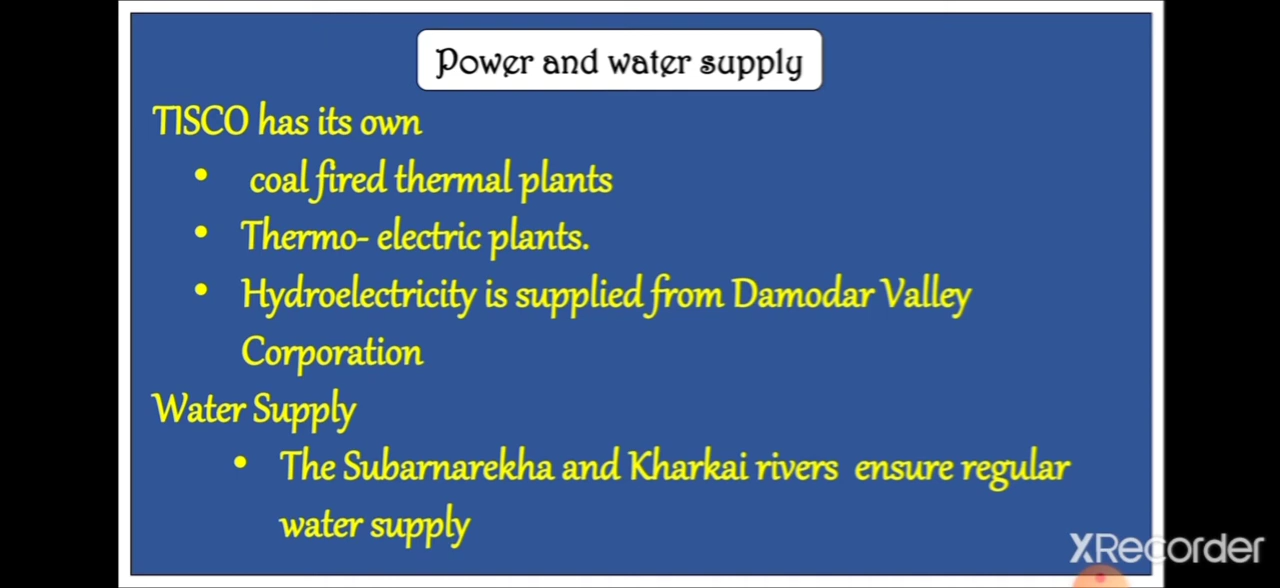 Power and water supply
TISCO has its own
• coal fired thermal plants
• Thermo- electric plants.
• Hydroelectricity is supplied from Damodar Valley
Corporation
Water Supply
• The Subarnarekha and Kharkai rivers ensure regular
water supply
XRecorder